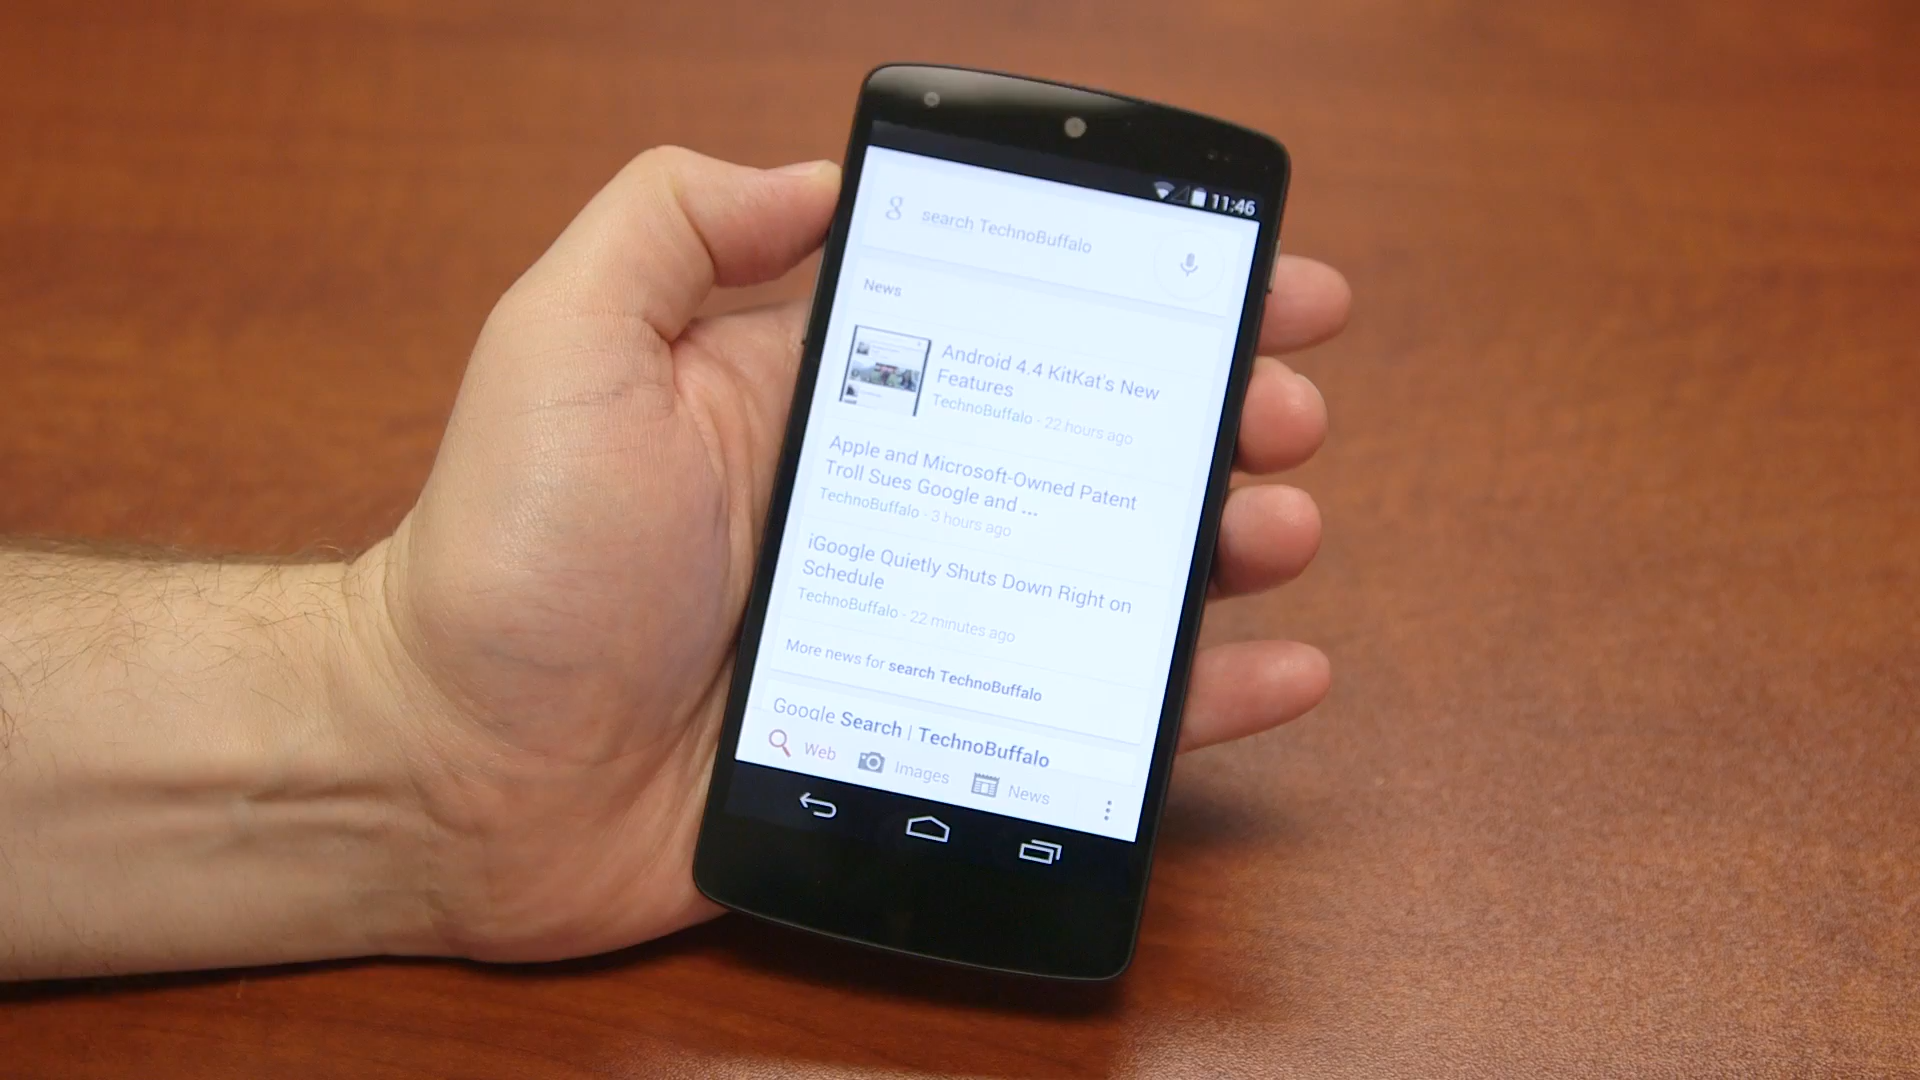 11:46
g search TechnoBuffalo
News
Android 4.4 KitKat's New
Features
TechnoBuffalo - 22 hours ago
Apple and Microsoft-Owned Patent
Troll Sues Google and ...
TechnoBuffalo - 3 hours ago
iGoogle Quietly Shuts Down Right on
Schedule
TechnoBuffalo - 22 minutes ago
More news for search TechnoBuffalo
Google Search | TechnoBuffalo
Web Images News